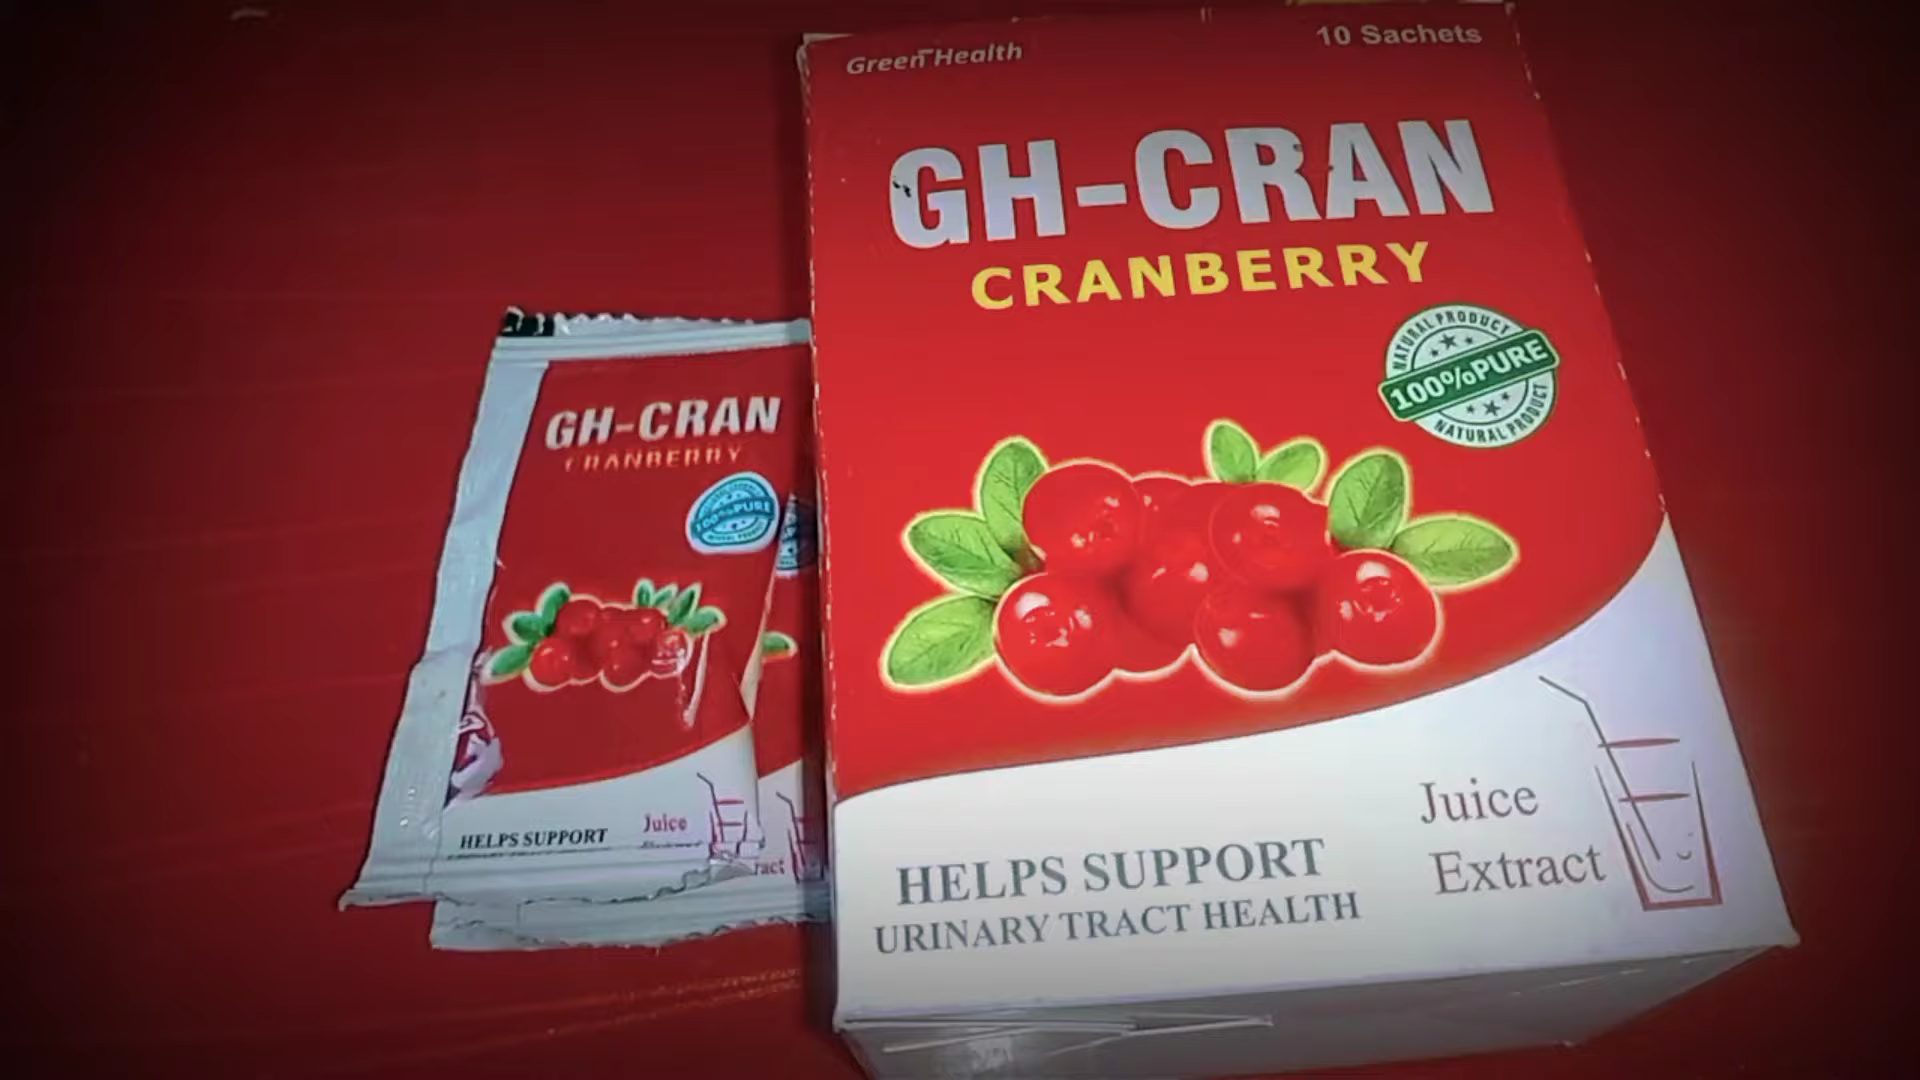 Green Health
10 Sachets
GH-CRAN
CRANBERRY
NATURAL PRODUCT
100%PURE
NATURAL PRODUCT
HELPS SUPPORT
URINARY TRACT HEALTH
Juice
Extract
GH-CRAN
CRANBERRY
100%PURE
HELPS SUPPORT
Juice